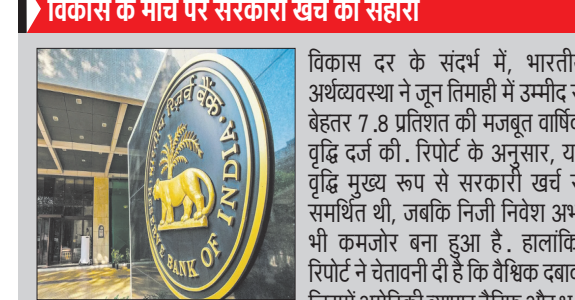 विकास के मोर्चे पर सरकारी खर्च का सहारा
विकास दर के संदर्भ में, भारतीय
अर्थव्यवस्था ने जून तिमाही में उम्मीद से
बेहतर 7.8 प्रतिशत की मजबूत वार्षिक
वृद्धि दर्ज की. रिपोर्ट के अनुसार, यह
वृद्धि मुख्य रूप से सरकारी खर्च से
समर्थित थी, जबकि निजी निवेश अभी
भी कमजोर बना हुआ है. हालांकि
रिपोर्ट ने चेतावनी दी है कि वैश्विक दबाव
रिज़र्व बैंक
BANK OF INDIA